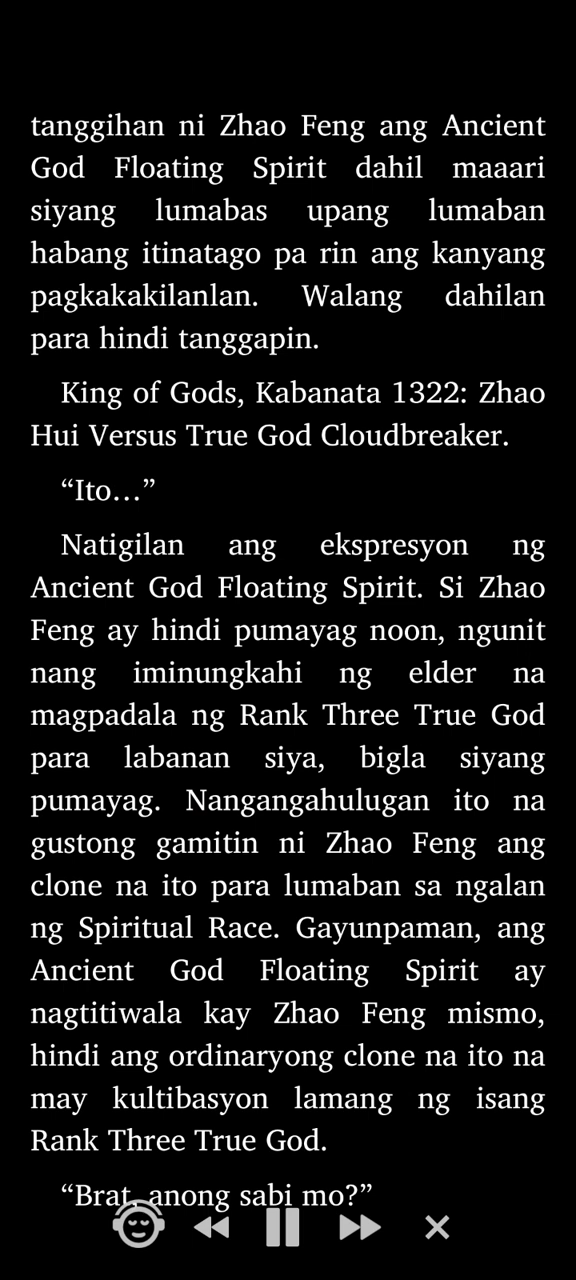 tanggihan ni Zhao Feng ang Ancient
God Floating Spirit dahil maaari
siyang lumabas upang lumaban
habang itinatago pa rin ang kanyang
pagkakakilanlan. Walang dahilan
para hindi tanggapin.
King of Gods, Kabanata 1322: Zhao
Hui Versus True God Cloudbreaker.
“Ito…”
Natigilan ang ekspresyon ng
Ancient God Floating Spirit. Si Zhao
Feng ay hindi pumayag noon, ngunit
nang iminungkahi ng elder na
magpadala ng Rank Three True God
para labanan siya, bigla siyang
pumayag. Nangangahulugan ito na
gustong gamitin ni Zhao Feng ang
clone na ito para lumaban sa ngalan
ng Spiritual Race. Gayunpaman, ang
Ancient God Floating Spirit ay
nagtitiwala kay Zhao Feng mismo,
hindi ang ordinaryong clone na ito na
may kultibasyon lamang ng isang
Rank Three True God.
“Brat, anong sabi mo?”